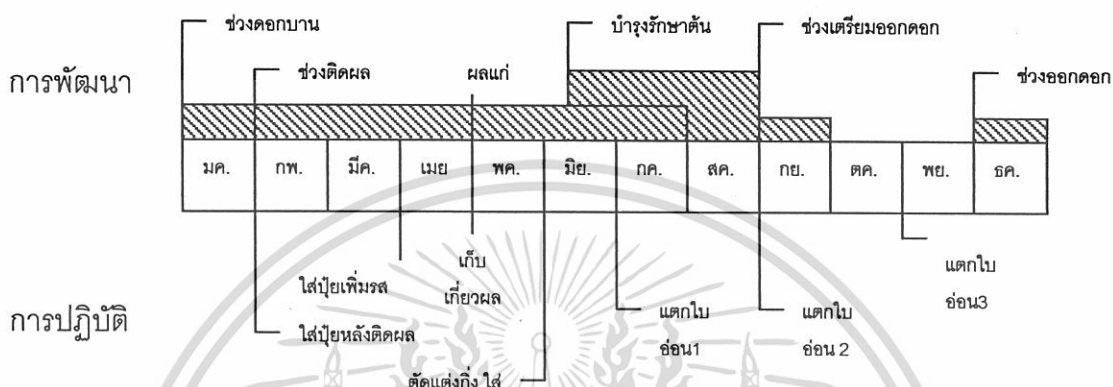 ช่วงดอกบาน บำรุงรักษาต้น ช่วงเตรียมออกดอก
การพัฒนา ช่วงติดผล ผลแก่ ช่วงออกดอก
มค. กพ. มีค. เมย พค. มิย. กค. สค. กย. ตค. พย. ธค.
ใส่ปุ๋ยเพิ่มรส เก็บ แตกใบ
เกี่ยวผล อ่อน3
การปฏิบัติ ใส่ปุ๋ยหลังติดผล แตกใบ แตกใบ
อ่อน1 อ่อน 2
ตัดแต่งกิ่ง ใส่